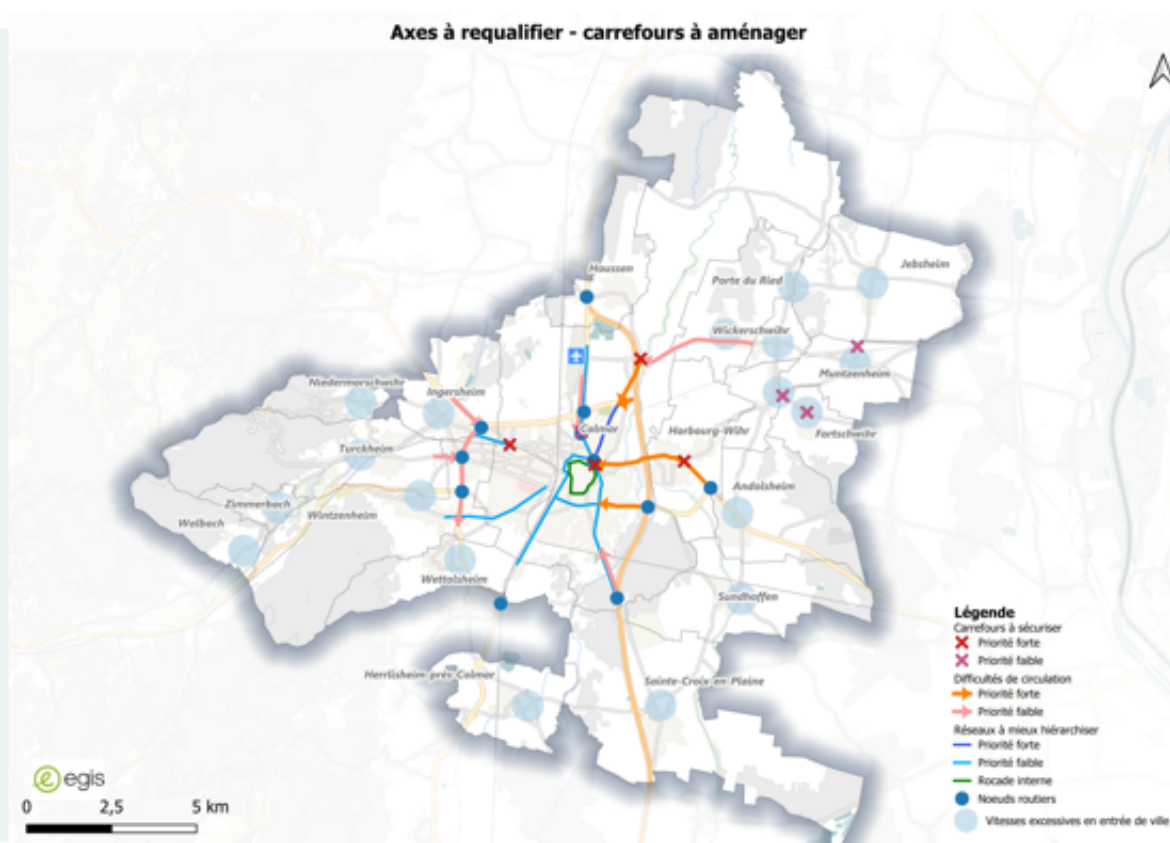 Axes à requalifier - carrefours à aménager
Houssen
Jebsheim
Porte du Ried
Wickerschwihr
Muntzenheim
Niedermorschwihr
Ingersheim
Fortschwihr
Colmar
Horbourg-Wihr
Turckheim
Andolsheim
Zimmerbach
Wintzenheim
Walbach
Wettolsheim
Sundhoffen
Herrlisheim-près-Colmar
Sainte-Croix-en-Plaine
Légende
Carrefours à sécuriser
Priorité forte
Priorité faible
Difficultés de circulation
Priorité forte
Priorité faible
Réseaux à mieux hiérarchiser
Priorité forte
Priorité faible
Rocade interne
Noeuds routiers
Vitesses excessives en entrée de ville
egis
0 2,5 5 km